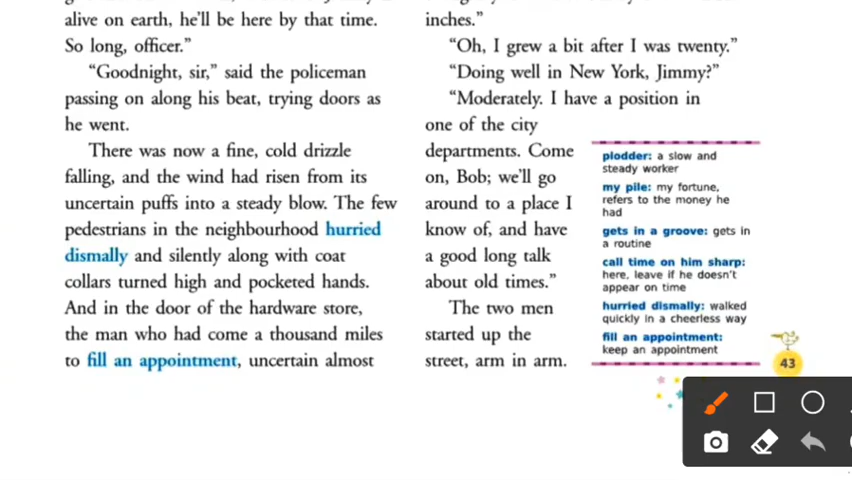 alive on earth, he'll be here by that time.
So long, officer."
"Goodnight, sir," said the policeman
passing on along his beat, trying doors as
he went.
There was now a fine, cold drizzle
falling, and the wind had risen from its
uncertain puffs into a steady blow. The few
pedestrians in the neighbourhood hurried
dismally and silently along with coat
collars turned high and pocketed hands.
And in the door of the hardware store,
the man who had come a thousand miles
to fill an appointment, uncertain almost
inches."
"Oh, I grew a bit after I was twenty."
"Doing well in New York, Jimmy?"
"Moderately. I have a position in
one of the city
departments. Come
on, Bob; we'll go
around to a place I
know of, and have
a good long talk
about old times."
The two men
started up the
street, arm in arm.
plodder: a slow and
steady worker
my pile: my fortune,
refers to the money he
had
gets in a groove: gets in
a routine
call time on him sharp:
here, leave if he doesn't
appear on time
hurried dismally: walked
quickly in a cheerless way
fill an appointment:
keep an appointment
43